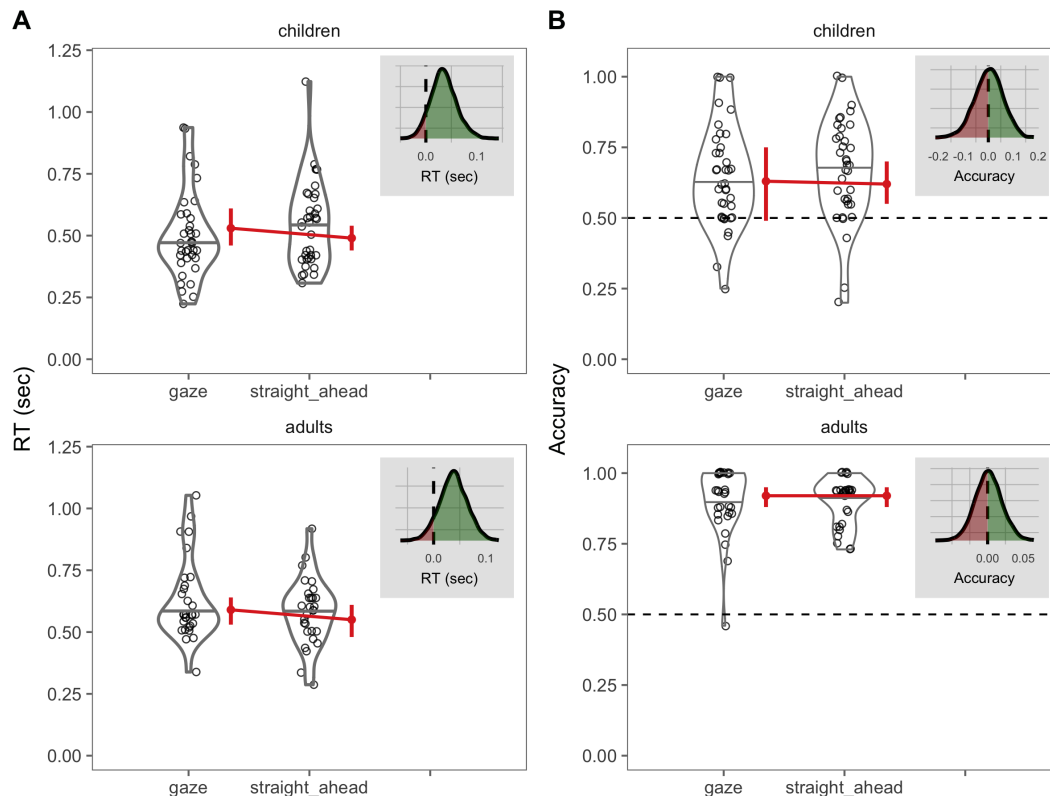 A
children
RT (sec)
1.25
1.00
0.75
0.50
0.25
0.00
0.0 0.1
RT (sec)
gaze straight_ahead
adults
1.25
1.00
0.75
0.50
0.25
0.00
0.0 0.1
RT (sec)
gaze straight_ahead
B
children
Accuracy
1.00
0.75
0.50
0.25
0.00
-0.2 -0.1 0.0 0.1 0.2
Accuracy
gaze straight_ahead
adults
1.00
0.75
0.50
0.25
0.00
0.00 0.05
Accuracy
gaze straight_ahead